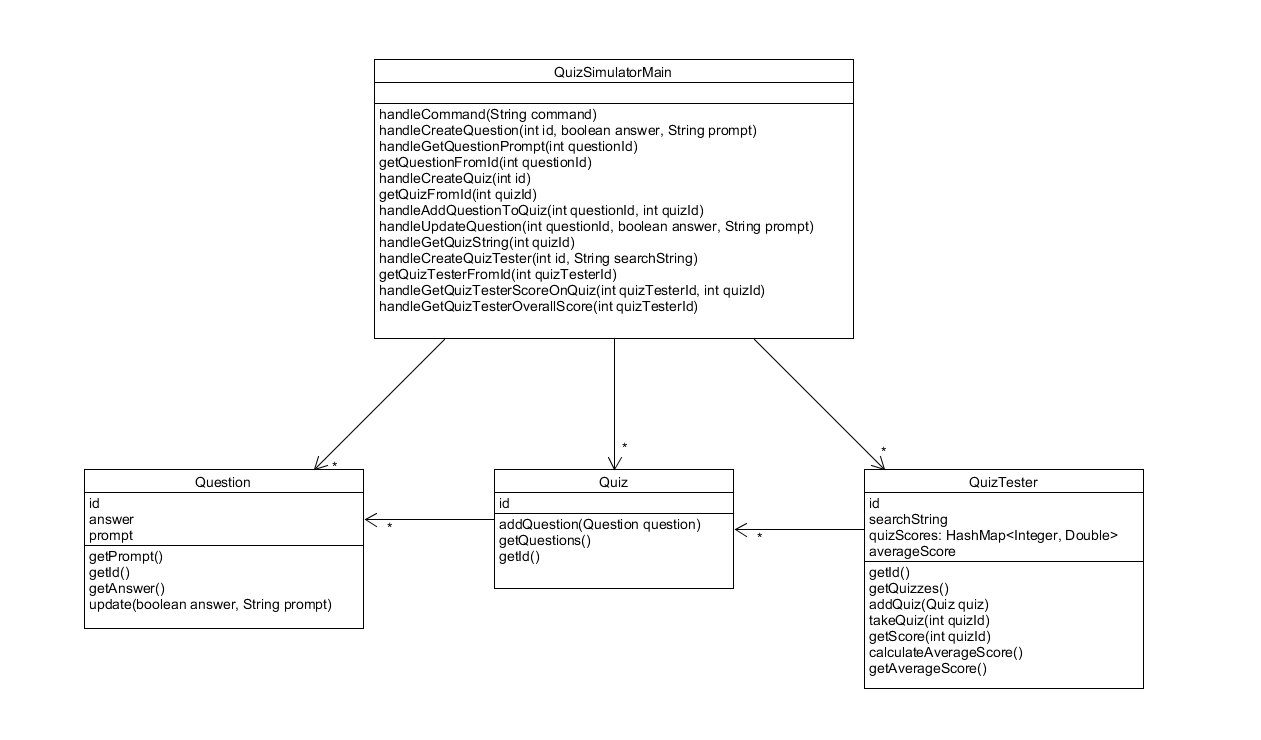 QuizSimulatorMain
handleCommand(String command)
handleCreateQuestion(int id, boolean answer, String prompt)
handleGetQuestionPrompt(int questionId)
getQuestionFromId(int questionId)
handleCreateQuiz(int id)
getQuizFromId(int quizId)
handleAddQuestionToQuiz(int questionId, int quizId)
handleUpdateQuestion(int questionId, boolean answer, String prompt)
handleGetQuizString(int quizId)
handleCreateQuizTester(int id, String searchString)
getQuizTesterFromId(int quizTesterId)
handleGetQuizTesterScoreOnQuiz(int quizTesterId, int quizId)
handleGetQuizTesterOverallScore(int quizTesterId)
*
*
*
Question
id
answer
prompt
getPrompt()
getId()
getAnswer()
update(boolean answer, String prompt)
*
Quiz
id
addQuestion(Question question)
getQuestions()
getId()
*
QuizTester
id
searchString
quizScores: HashMap<Integer, Double>
averageScore
getId()
getQuizzes()
addQuiz(Quiz quiz)
takeQuiz(int quizId)
getScore(int quizId)
calculateAverageScore()
getAverageScore()